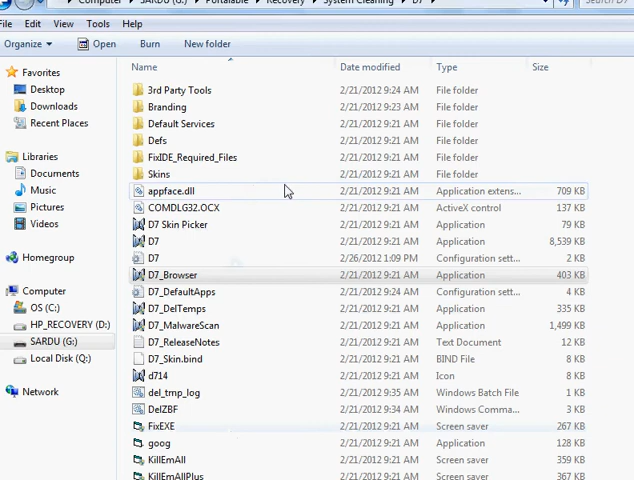 Computer SARDU (G:) Portalable Recovery System Cleaning D7 Search D7
File Edit View Tools Help
Organize Open Burn New folder
Name Date modified Type Size
Favorites
Desktop
Downloads
Recent Places
Libraries
Documents
Music
Pictures
Videos
Homegroup
Computer
OS (C:)
HP_RECOVERY (D:)
SARDU (G:)
Local Disk (Q:)
Network
3rd Party Tools 2/21/2012 9:24 AM File folder
Branding 2/21/2012 9:23 AM File folder
Default Services 2/21/2012 9:24 AM File folder
Defs 2/21/2012 9:24 AM File folder
FixIDE_Required_Files 2/21/2012 9:24 AM File folder
Skins 2/21/2012 9:24 AM File folder
appface.dll 2/21/2012 9:21 AM Application extens... 709 KB
COMDLG32.OCX 2/21/2012 9:21 AM ActiveX control 137 KB
D7 Skin Picker 2/21/2012 9:21 AM Application 79 KB
D7 2/21/2012 9:21 AM Application 8,539 KB
D7 2/26/2012 1:09 PM Configuration sett... 2 KB
D7_Browser 2/21/2012 9:21 AM Application 403 KB
D7_DefaultApps 2/21/2012 9:24 AM Configuration sett... 4 KB
D7_DelTemps 2/21/2012 9:21 AM Application 335 KB
D7_MalwareScan 2/21/2012 9:21 AM Application 1,499 KB
D7_ReleaseNotes 2/21/2012 9:21 AM Text Document 12 KB
D7_Skin.bind 2/21/2012 9:21 AM BIND File 8 KB
d714 2/21/2012 9:21 AM Icon 8 KB
del_tmp_log 2/21/2012 9:35 AM Windows Batch File 1 KB
DelZBF 2/21/2012 9:21 AM Windows Comma... 3 KB
FixEXE 2/21/2012 9:21 AM Screen saver 267 KB
goog 2/21/2012 9:21 AM Application 128 KB
KillEmAll 2/21/2012 9:21 AM Screen saver 359 KB
KillEmAllPlus 2/21/2012 9:21 AM Screen saver 367 KB